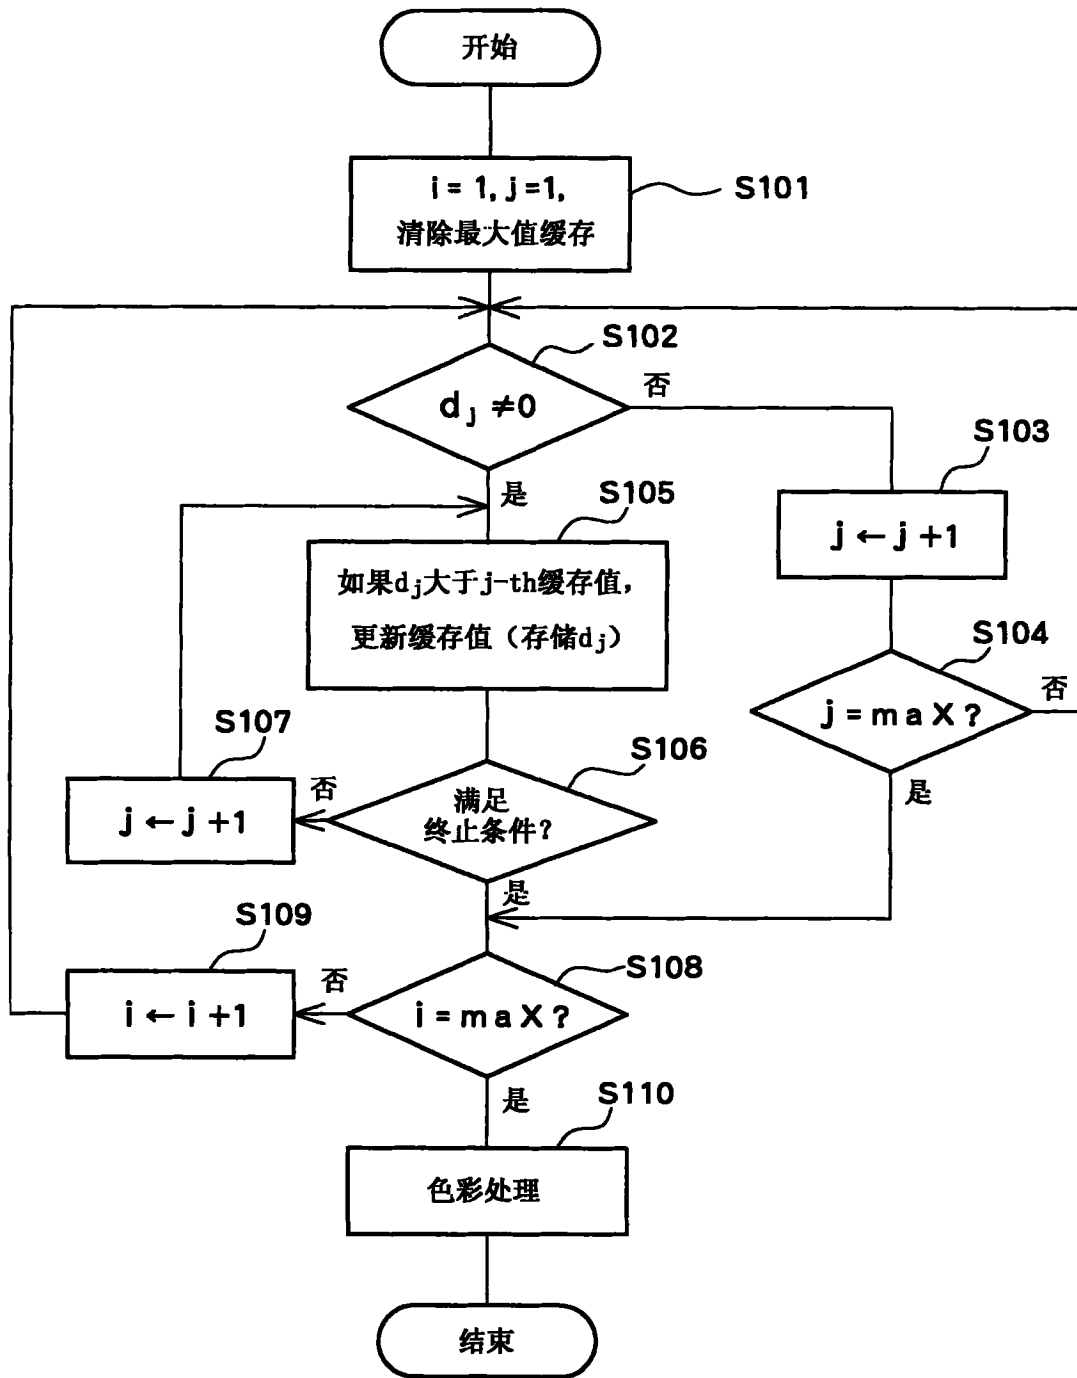 开始
i = 1, j=1,
清除最大值缓存
S101
S102
dj ≠0
否
S103
j ← j +1
是
S105
如果dj大于j-th缓存值，
更新缓存值（存储dj）
S104
j = m a X ?
否
是
S107
j ← j +1
否
S106
满足
终止条件？
是
S109
i ← i +1
否
S108
i = m a X ?
是
S110
色彩处理
结束